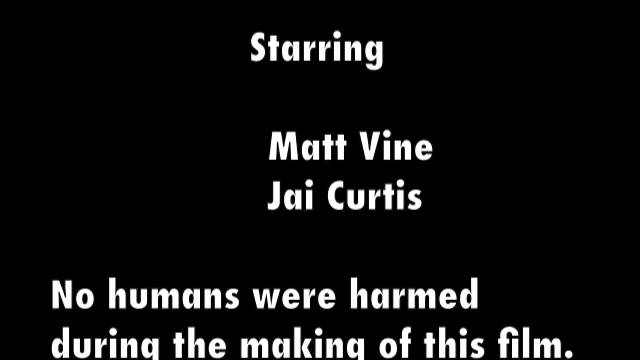 Starring
Matt Vine
Jai Curtis
No humans were harmed
during the making of this film.